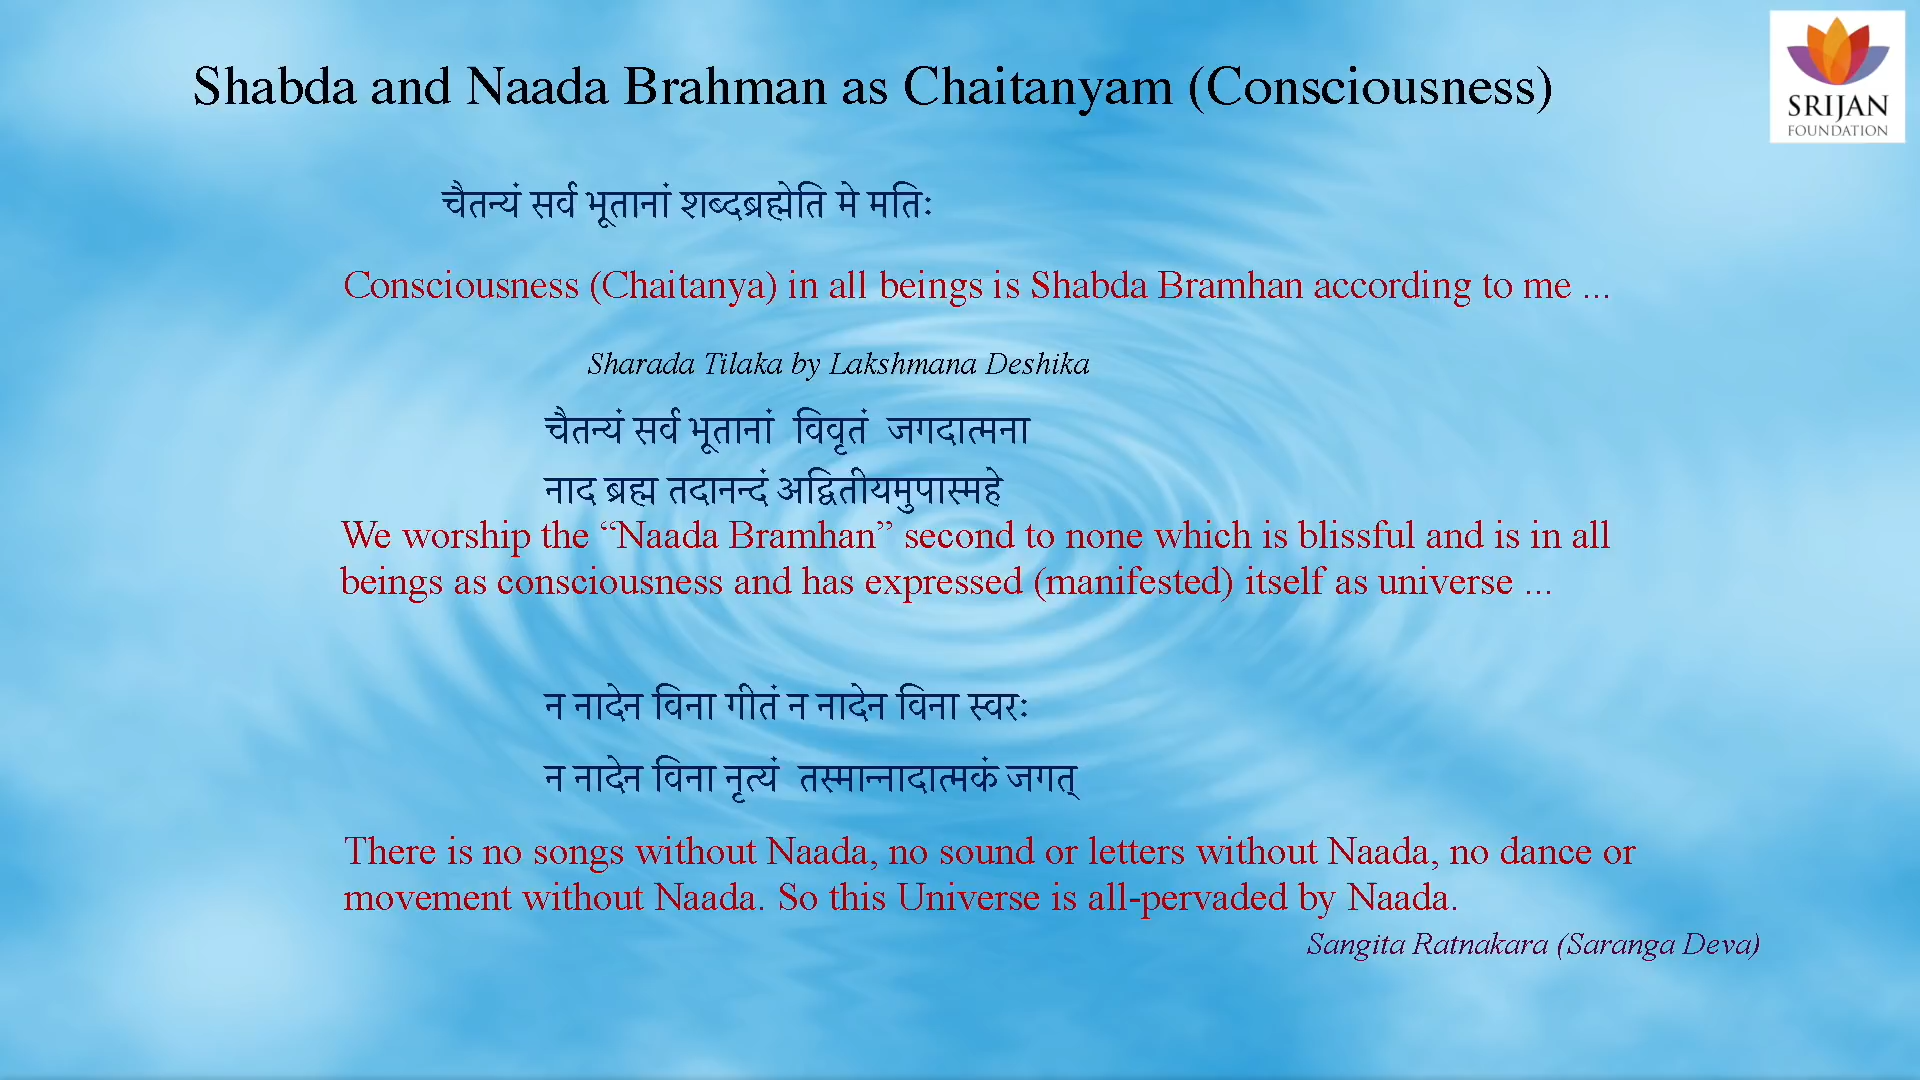 Shabda and Naada Brahman as Chaitanyam (Consciousness)
SRIJAN
FOUNDATION
चैतन्यं सर्व भूतानां शब्दब्रह्मेति मे मतिः
Consciousness (Chaitanya) in all beings is Shabda Bramhan according to me ...
Sharada Tilaka by Lakshmana Deshika
चैतन्यं सर्व भूतानां विवृतं जगदात्मना
नाद ब्रह्म तदानन्दं अद्वितीयमुपास्महे
We worship the “Naada Bramhan” second to none which is blissful and is in all
beings as consciousness and has expressed (manifested) itself as universe ...
न नादेन विना गीतं न नादेन विना स्वरः
न नादेन विना नृत्यं तस्मान्नादात्मकं जगत्
There is no songs without Naada, no sound or letters without Naada, no dance or
movement without Naada. So this Universe is all-pervaded by Naada.
Sangita Ratnakara (Saranga Deva)